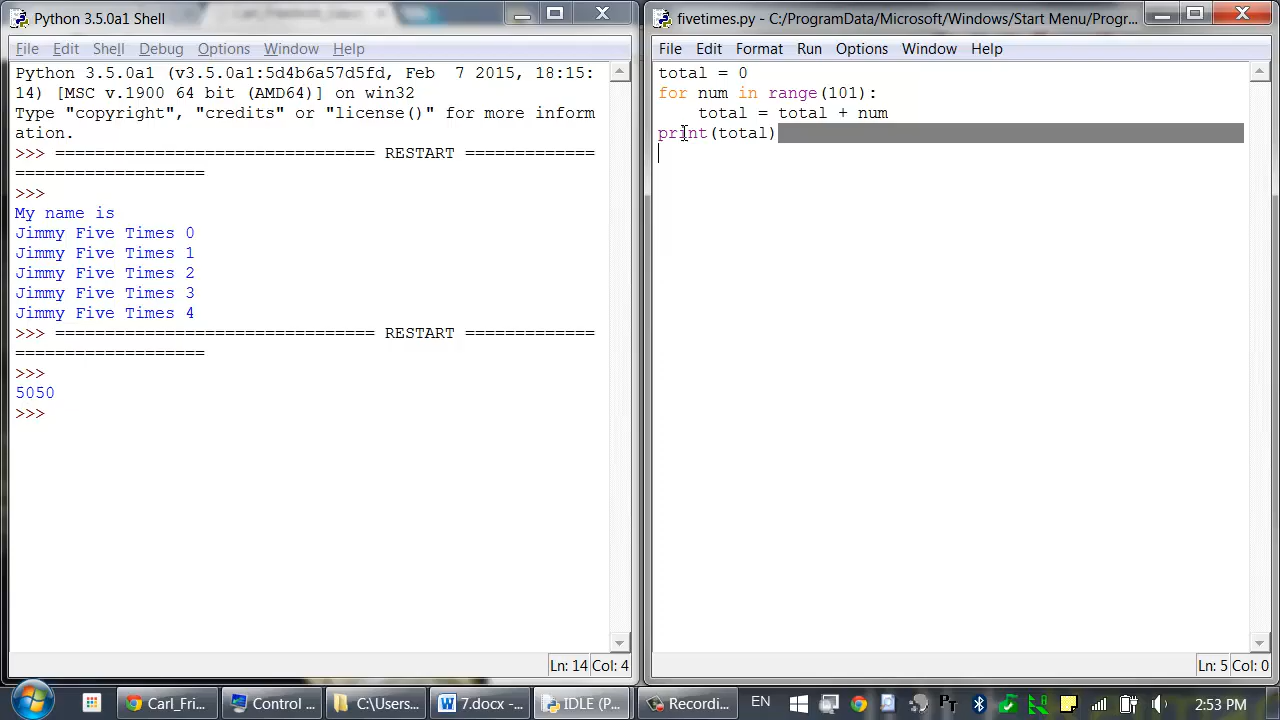 Python 3.5.0a1 Shell
File Edit Shell Debug Options Window Help
Python 3.5.0a1 (v3.5.0a1:5d4b6a57d5fd, Feb  7 2015, 11:15:
14) [MSC v.1900 64 bit (AMD64)] on win32
Type "copyright", "credits" or "license()" for more inform
ation.
>>> ================================ RESTART =============
===================
>>>
My name is
Jimmy Five Times 0
Jimmy Five Times 1
Jimmy Five Times 2
Jimmy Five Times 3
Jimmy Five Times 4
>>> ================================ RESTART =============
===================
>>>
5050
>>>
Ln: 14 Col: 4
fivetimes.py - C:/ProgramData/Microsoft/Windows/Start Menu/Progr...
File Edit Format Run Options Window Help
total = 0
for num in range(101):
    total = total + num
print(total)
Ln: 5 Col: 0
Carl_Fri... Control ... C:\Users... 7.docx -... IDLE (P... Recordi... EN 2:53 PM